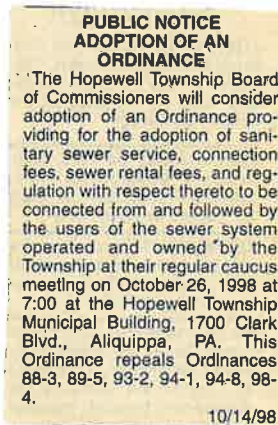 PUBLIC NOTICE
ADOPTION OF AN
ORDINANCE
The Hopewell Township Board
of Commissioners will consider
adoption of an Ordinance pro-
viding for the adoption of sani-
tary sewer service, connection
fees, sewer rental fees, and reg-
ulation with respect thereto to be
connected from and followed by
the users of the sewer system
operated and owned by the
Township at their regular caucus
meeting on October 26, 1998 at
7:00 at the Hopewell Township
Municipal Building, 1700 Clark
Blvd., Aliquippa, PA. This
Ordinance repeals Ordinances
88-3, 89-5, 93-2, 94-1, 94-8, 98-
4.
10/14/98